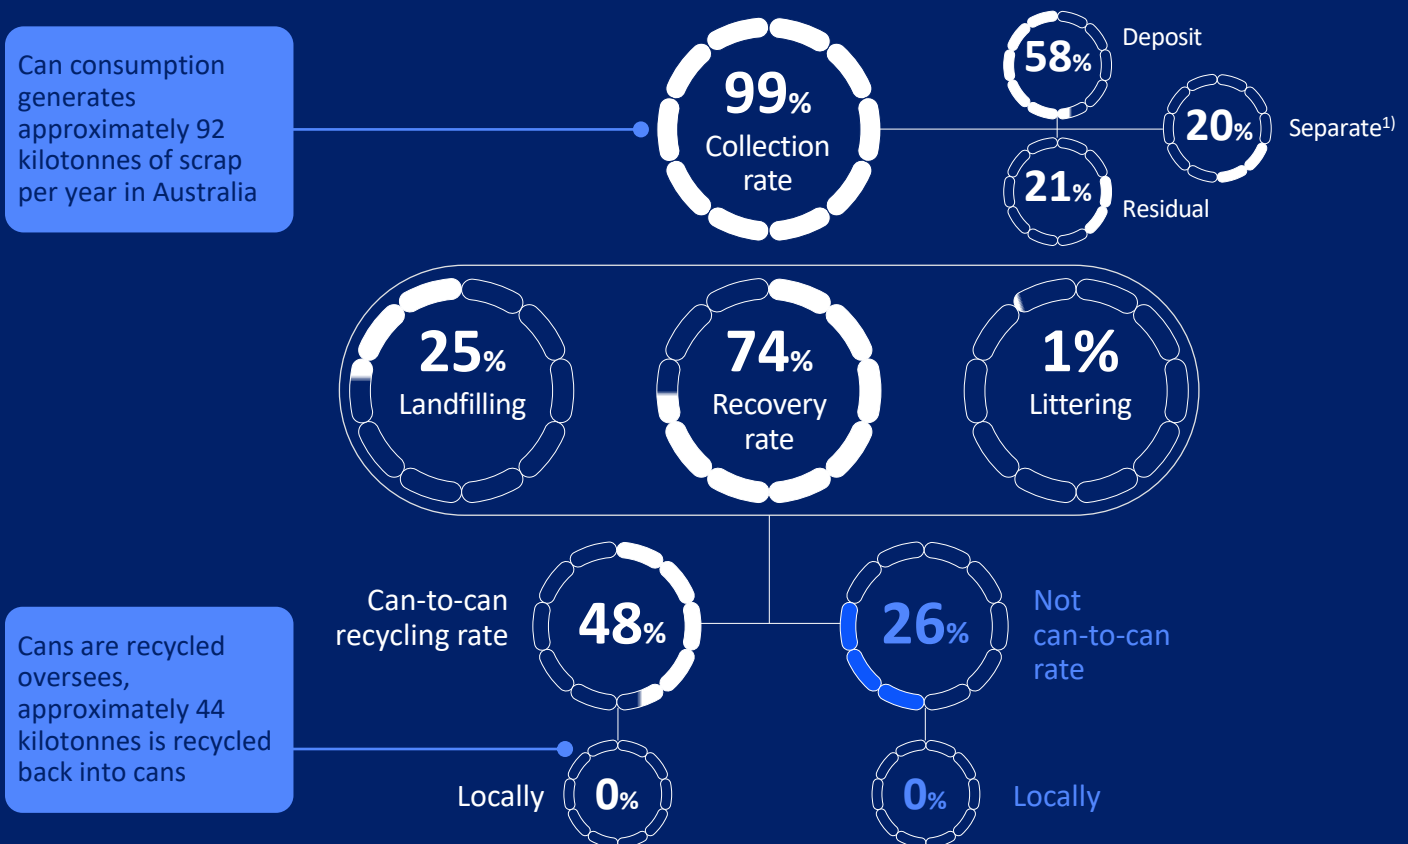 Can consumption
generates
approximately 92
kilotonnes of scrap
per year in Australia
99%
Collection
rate
58%
Deposit
20%
Separate1)
21%
Residual
25%
Landfilling
74%
Recovery
rate
1%
Littering
Can-to-can
recycling rate
48%
26%
Not
can-to-can
rate
Cans are recycled
oversees,
approximately 44
kilotonnes is recycled
back into cans
Locally
0%
0%
Locally